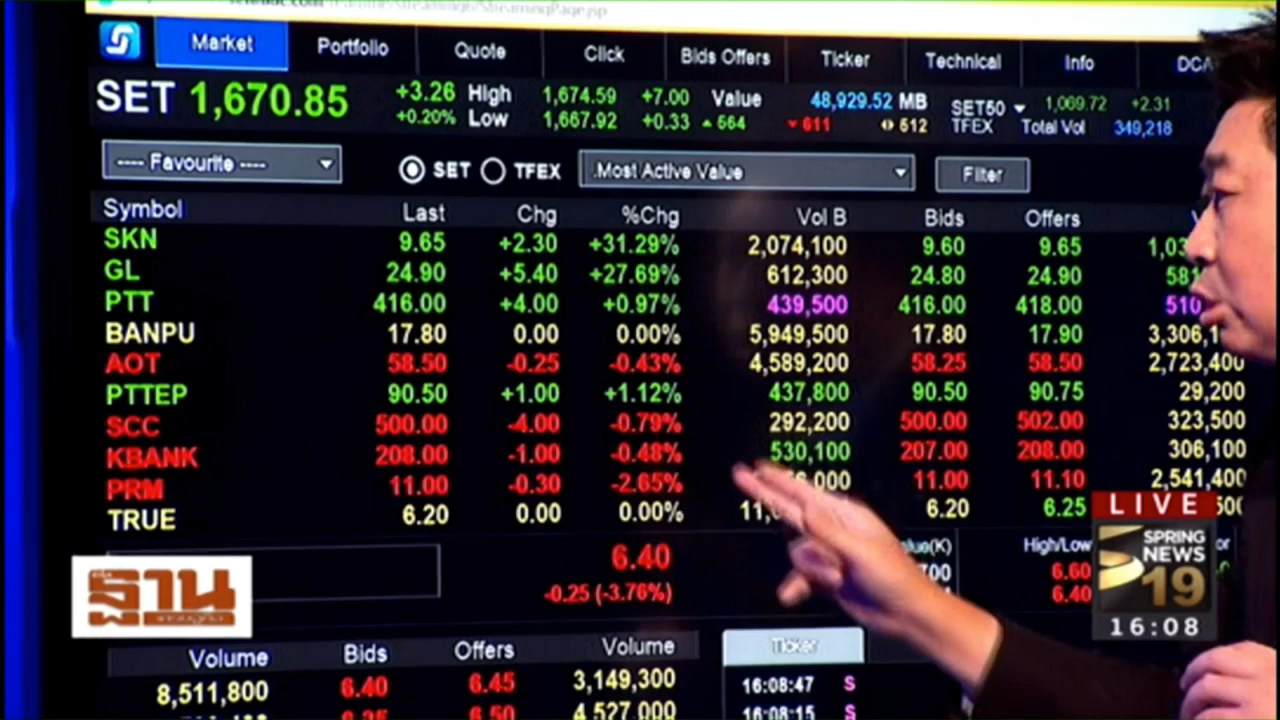 Market Portfolio Quote Click Bids Offers Ticker Technical Info DCA
SET 1,670.85 +3.26 High 1,674.59 +7.00 Value 48,929.52 MB SET50 1,069.72 +2.31
+0.20% Low 1,667.92 +0.33 564 611 512 TFEX Total Vol 349,218
---- Favourite ---- SET TFEX Most Active Value Filter
Symbol Last Chg %Chg Vol B Bids Offers
SKN 9.65 +2.30 +31.29% 2,074,100 9.60 9.65
GL 24.90 +5.40 +27.69% 612,300 24.80 24.90
PTT 416.00 +4.00 +0.97% 439,500 416.00 418.00
BANPU 17.80 0.00 0.00% 5,949,500 17.80 17.90
AOT 58.50 -0.25 -0.43% 4,589,200 58.25 58.50 2,723,400
PTTEP 90.50 +1.00 +1.12% 437,800 90.50 90.75 29,200
SCC 500.00 -4.00 -0.79% 292,200 500.00 502.00 323,500
KBANK 208.00 -1.00 -0.48% 530,100 207.00 208.00 306,100
PRM 11.00 -0.30 -2.65% 11.00 11.10 2,541,400
TRUE 6.20 0.00 0.00% 6.20 6.25
LIVE
SPRING
NEWS
19
16:08
6.40 High/Low
-0.25 (-3.76%) 6.60
6.40
ฐาน
Volume Bids Offers Volume Ticker
8,511,800 6.40 6.45 3,149,300 16:08:47 S
6.50 4,527,000 16:08:15 S